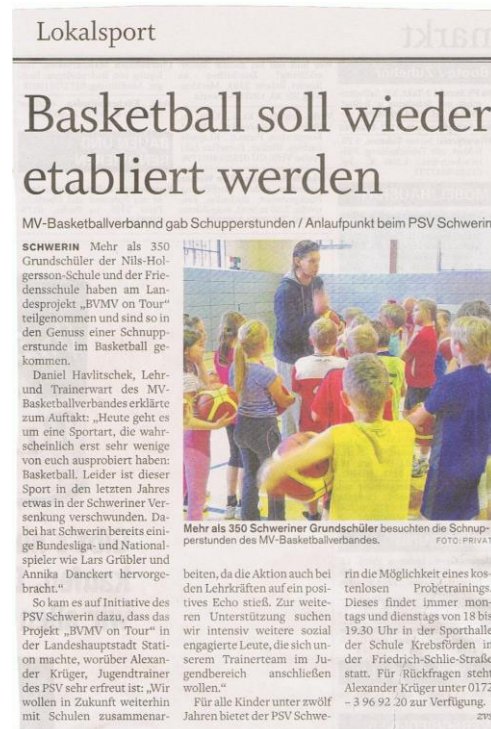 Lokalsport
Basketball soll wieder
etabliert werden
MV-Basketballverbannd gab Schupperstunden / Anlaufpunkt beim PSV Schwerin
SCHWERIN Mehr als 350
Grundschüler der Nils-Hol-
gersson-Schule und der Frie-
densschule haben am Lan-
desprojekt „BVMV on Tour“
teilgenommen und sind so in
den Genuss einer Schnupp-
erstunde im Basketball ge-
kommen.
Daniel Havlitschek, Lehr-
und Trainerwart des MV-
Basketballverbandes erklärte
zum Auftakt: „Heute geht es
um eine Sportart, die wahr-
scheinlich erst sehr wenige
von euch ausprobiert haben:
Basketball. Leider ist dieser
Sport in den letzten Jahres
etwas in der Schweriner Ver-
senkung verschwunden. Da-
bei hat Schwerin bereits eini-
ge Bundesliga- und National-
spieler wie Lars Grübler und
Annika Danckert hervorge-
bracht.“
So kam es auf Initiative des
PSV Schwerin dazu, dass das
Projekt „BVMV on Tour“ in
der Landeshauptstadt Stati-
on machte, worüber Alexan-
der Krüger, Jugendtrainer
des PSV sehr erfreut ist: „Wir
wollen in Zukunft weiterhin
mit Schulen zusammenar-
Mehr als 350 Schweriner Grundschüler besuchten die Schnup-
perstunden des MV-Basketballverbandes. FOTO: PRIVAT
beiten, da die Aktion auch bei
den Lehrkräften auf ein posi-
tives Echo stieß. Zur weite-
ren Unterstützung suchen
wir intensiv weitere sozial
engagierte Leute, die sich un-
serem Trainerteam im Ju-
gendbereich anschließen
wollen.“
Für alle Kinder unter zwölf
Jahren bietet der PSV Schwe-
rin die Möglichkeit eines kos-
tenlosen Probetrainings.
Dieses findet immer mon-
tags und dienstags von 18 bis
19.30 Uhr in der Sporthalle
der Schule Krebsförden in
der Friedrich-Schlie-Straße
statt. Für Rückfragen steht
Alexander Krüger unter 0172
– 3 96 92 20 zur Verfügung.
zvs